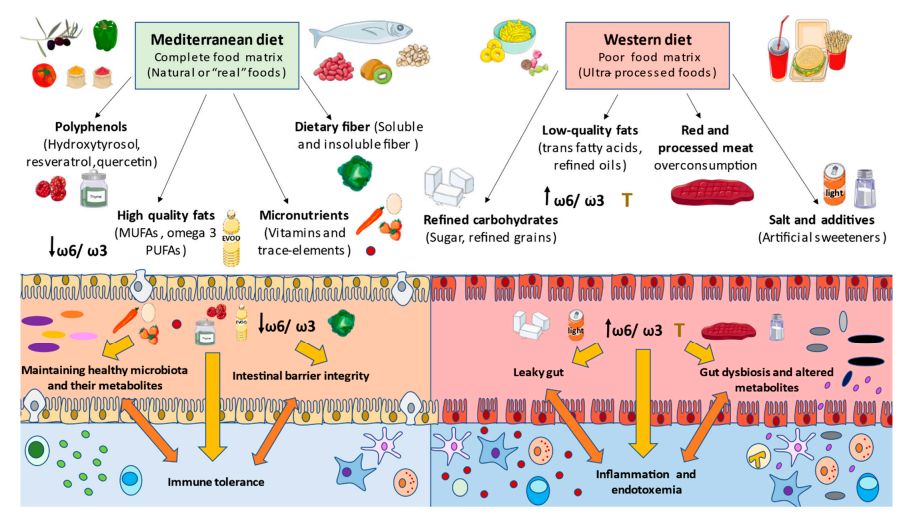 Mediterranean diet
Complete food matrix
(Natural or “real” foods)
Western diet
Poor food matrix
(Ultra-processed foods)
Polyphenols
(Hydroxytyrosol,
resveratrol,quercetin)
Thyme
↓ω6/ ω3
High quality fats
(MUFAs, omega 3
PUFAs)
EVOO
Micronutrients
(Vitamins and
trace-elements)
Dietary fiber (Soluble
and insoluble fiber)
Refined carbohydrates
(Sugar, refined grains)
Low-quality fats
(trans fatty acids,
refined oils)
↑ω6/ ω3 T
Red and
processed meat
overconsumption
light
Salt and additives
(Artificial sweeteners)
Thyme
EVOO
↓ω6/ ω3
Maintaining healthy microbiota
and their metabolites
Intestinal barrier integrity
Immune tolerance
light
↑ω6/ ω3 T
Leaky gut
Gut dysbiosis and altered
metabolites
T
Inflammation and
endotoxemia